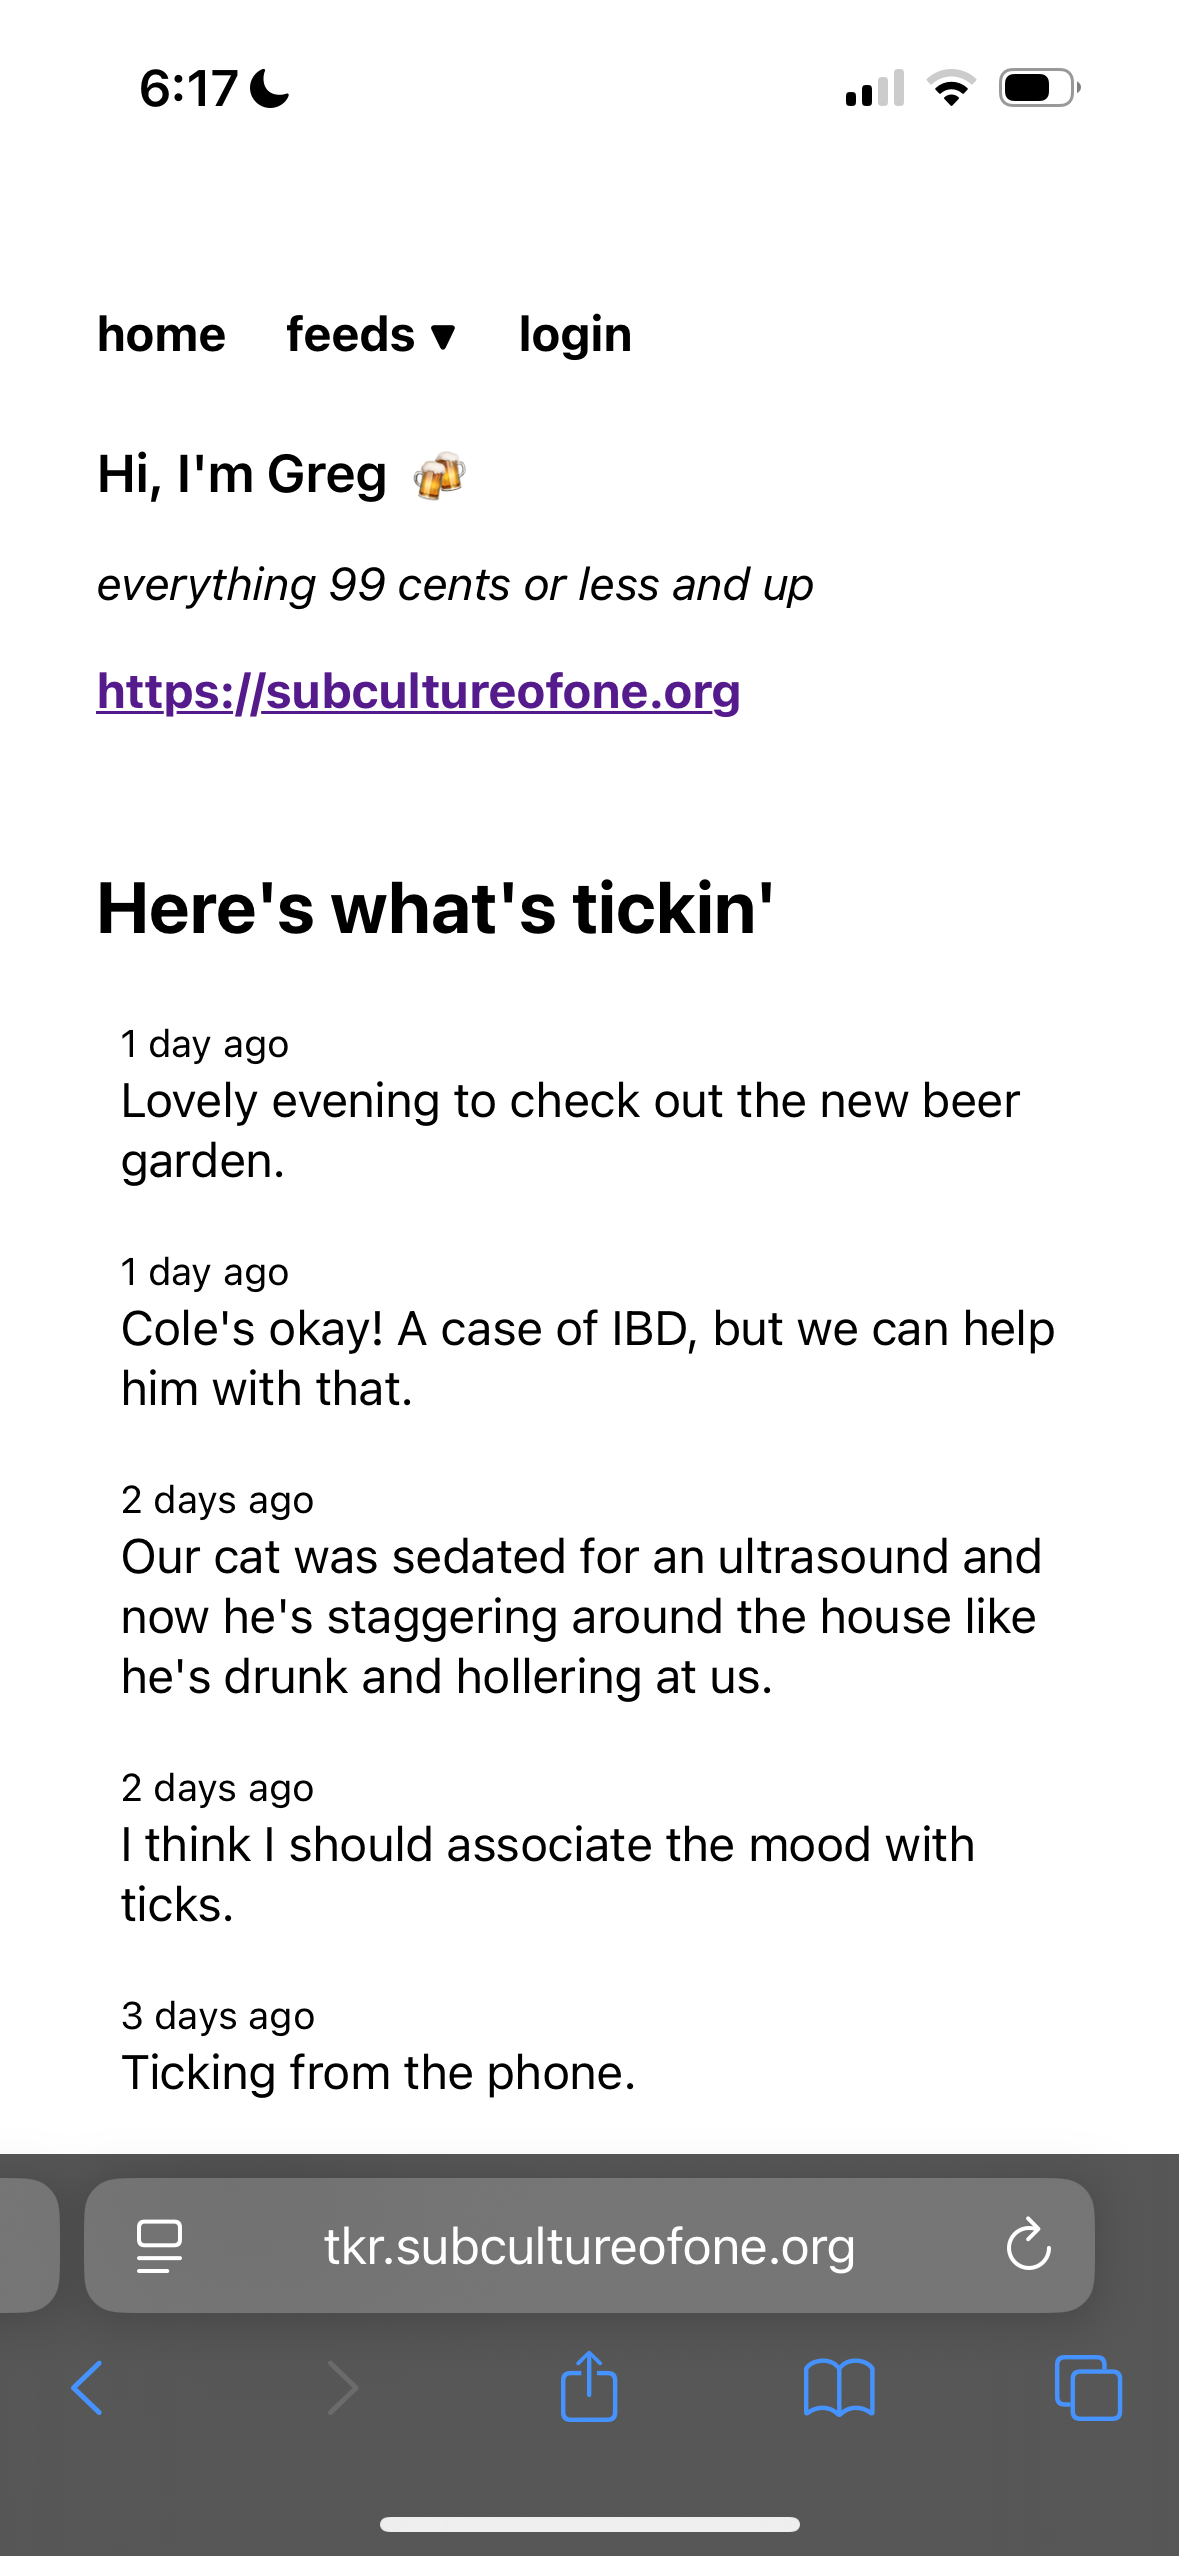 6:17
home feeds ▼ login
Hi, I'm Greg 🍻
everything 99 cents or less and up
https://subcultureofone.org
Here's what's tickin'
1 day ago
Lovely evening to check out the new beer
garden.
1 day ago
Cole's okay! A case of IBD, but we can help
him with that.
2 days ago
Our cat was sedated for an ultrasound and
now he's staggering around the house like
he's drunk and hollering at us.
2 days ago
I think I should associate the mood with
ticks.
3 days ago
Ticking from the phone.
tkr.subcultureofone.org